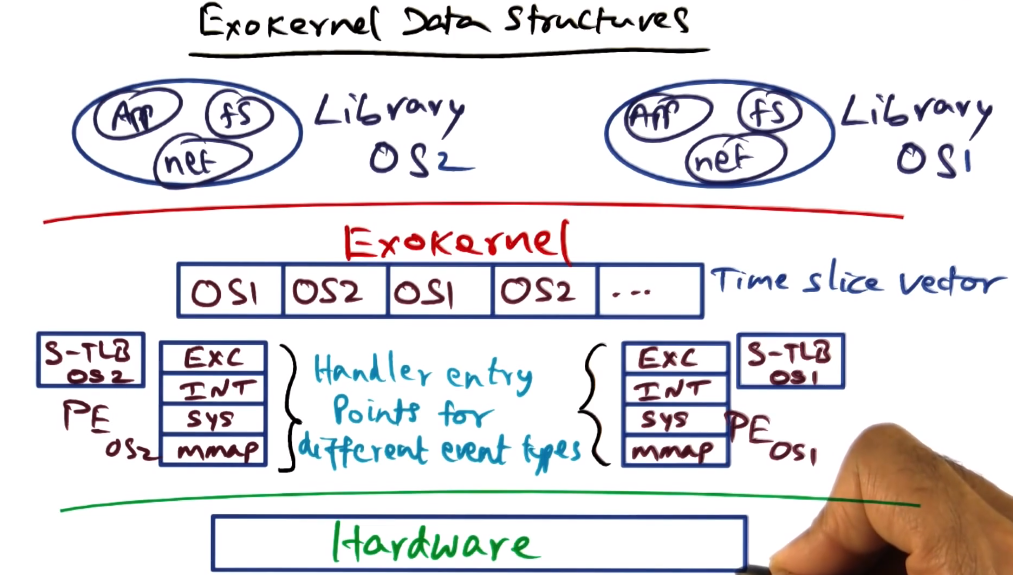 Exokernel Data Structures
App fs Library
net OS2
App fs Library
net OS1
Exokernel
OS1 OS2 OS1 OS2 ... Time slice vector
S-TLB
OS2
PE
OS2
EXC
INT
SYS
mmap
Handler entry
Points for
different event types
EXC
INT
SYS
mmap
S-TLB
OS1
PE
OS1
Hardware